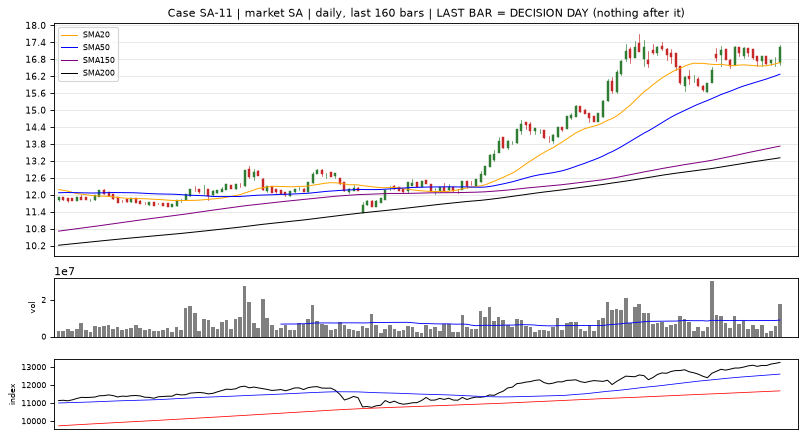 Case SA-11 | market SA | daily, last 160 bars | LAST BAR = DECISION DAY (nothing after it)
18.0
17.4
16.8
16.2
15.6
15.0
14.4
13.8
13.2
12.6
12.0
11.4
10.8
10.2
SMA20
SMA50
SMA150
SMA200
1e7
2
0
vol
13000
12000
11000
10000
index